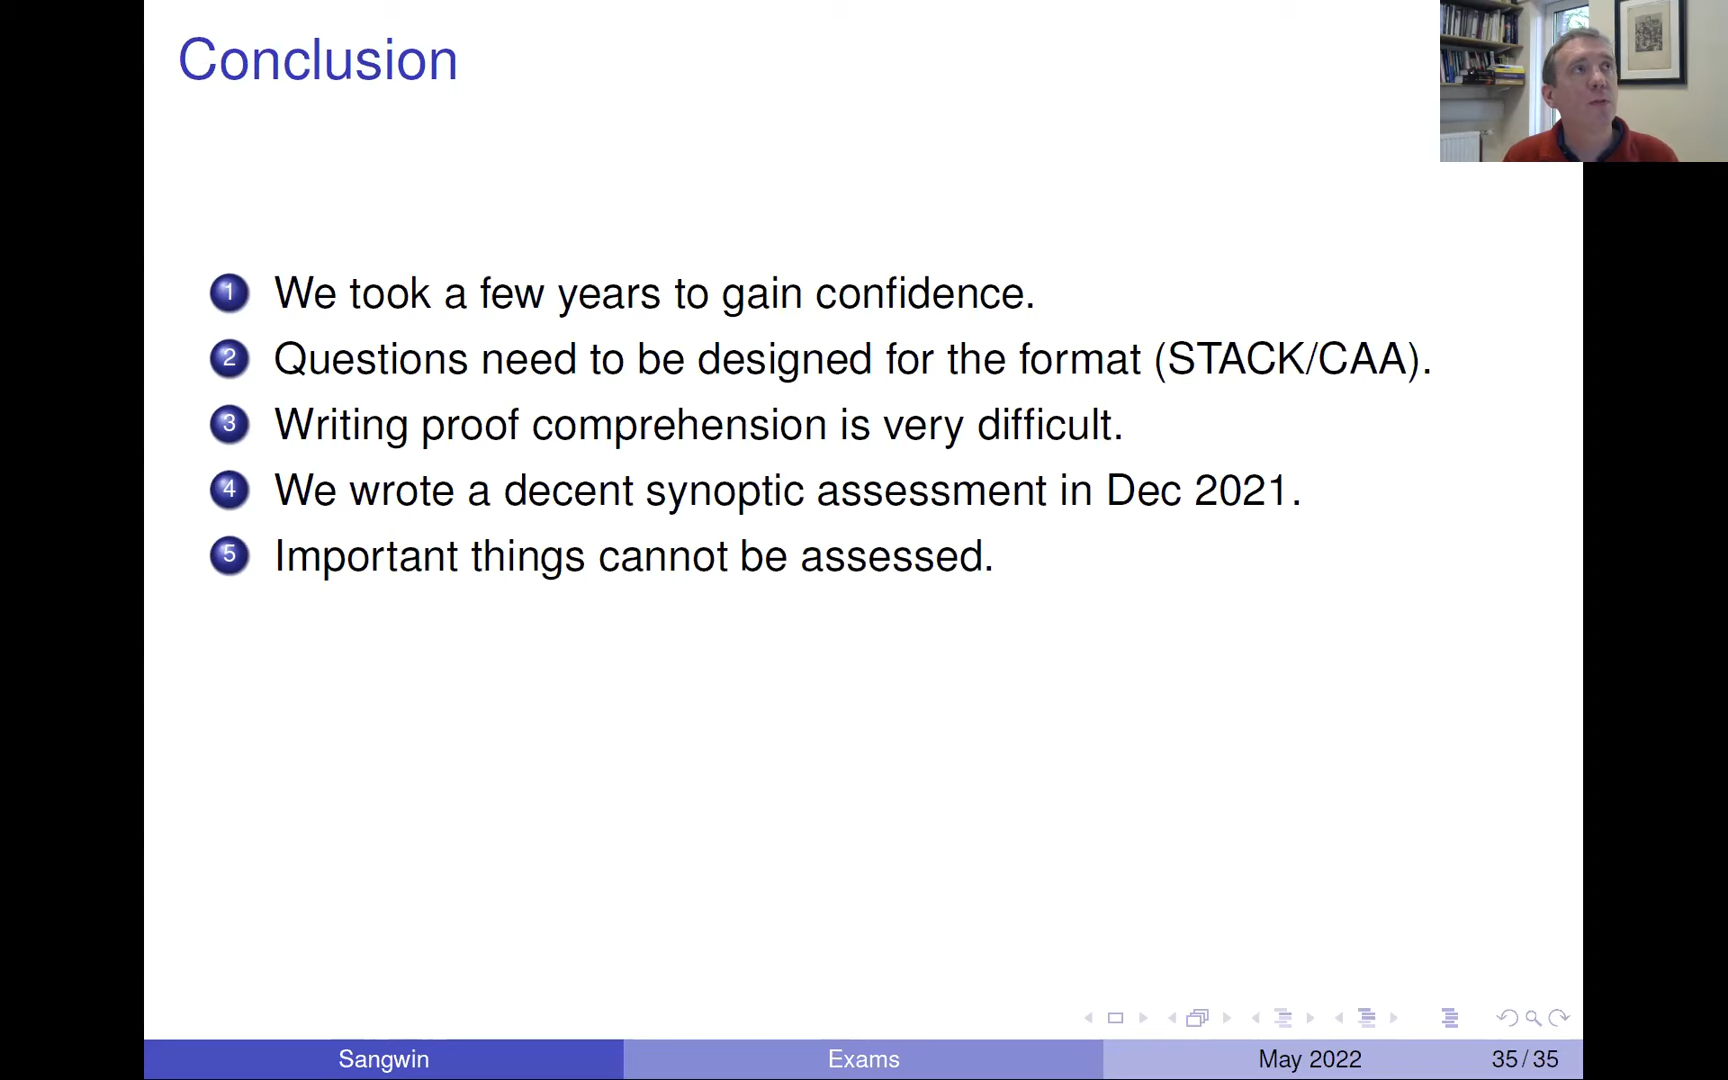 Conclusion
1 We took a few years to gain confidence.
2 Questions need to be designed for the format (STACK/CAA).
3 Writing proof comprehension is very difficult.
4 We wrote a decent synoptic assessment in Dec 2021.
5 Important things cannot be assessed.
Sangwin Exams May 2022 35/35